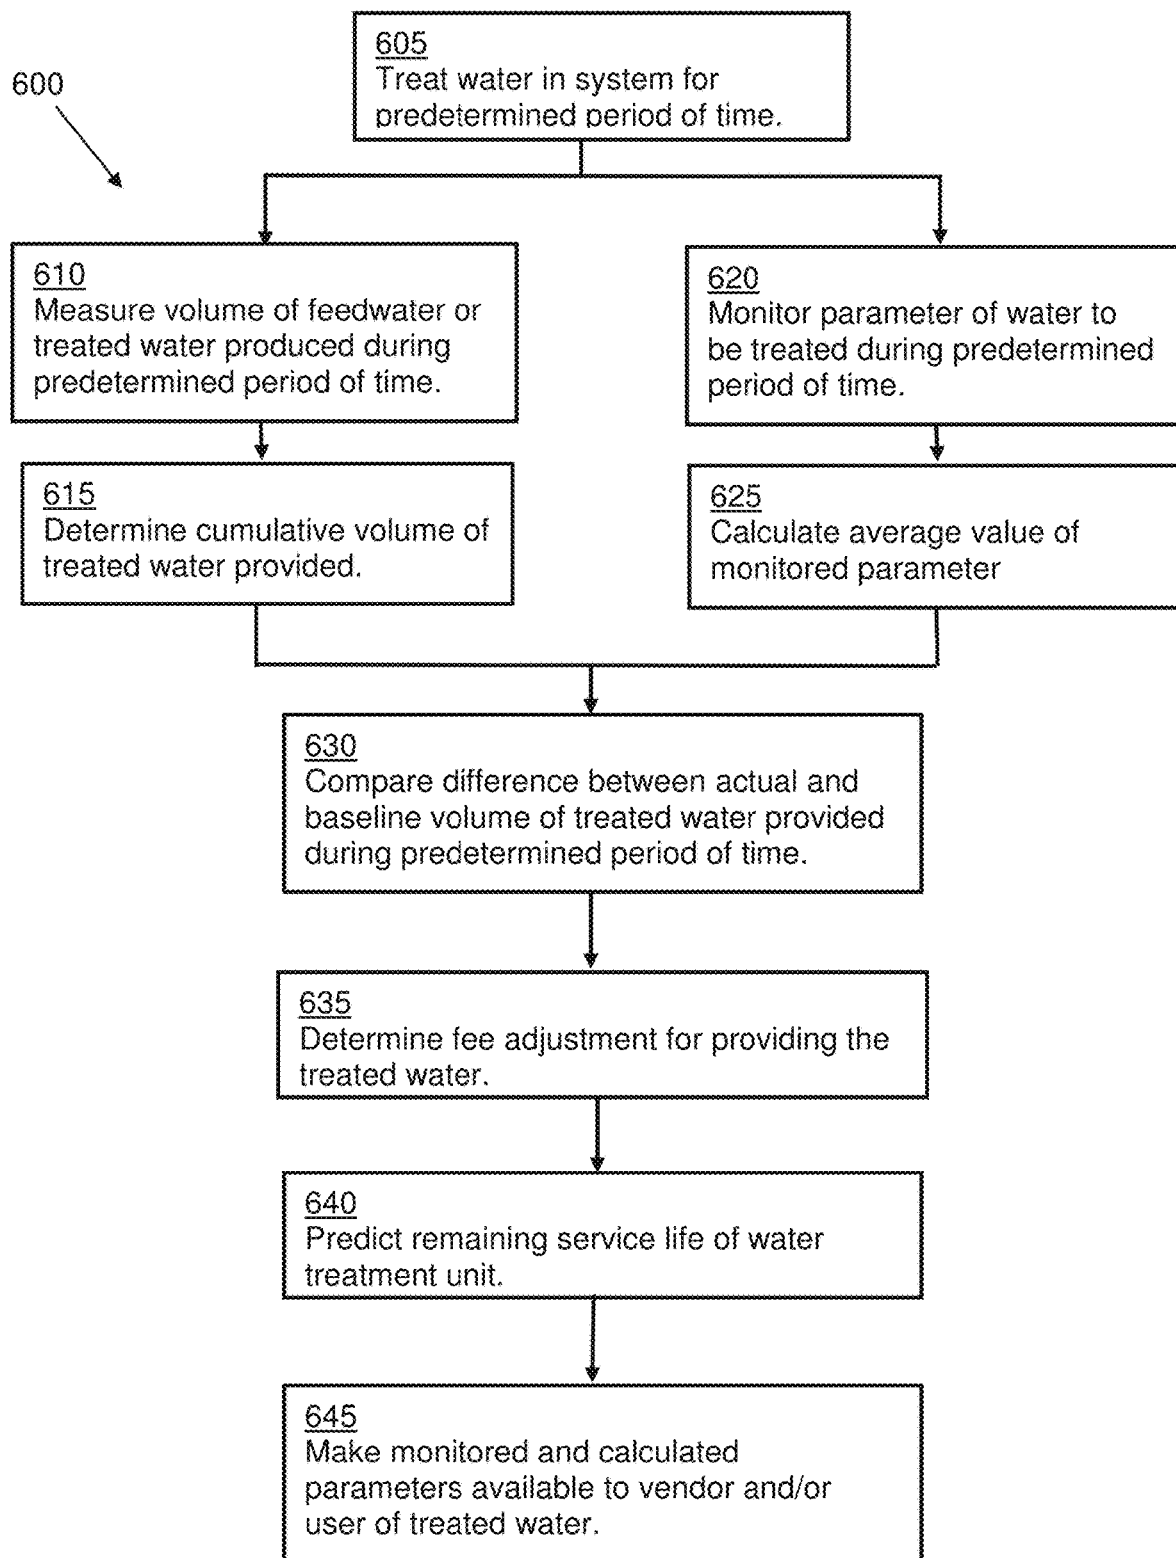 605
Treat water in system for
predetermined period of time.
600
610
Measure volume of feedwater or
treated water produced during
predetermined period of time.
620
Monitor parameter of water to
be treated during predetermined
period of time.
615
Determine cumulative volume of
treated water provided.
625
Calculate average value of
monitored parameter
630
Compare difference between actual and
baseline volume of treated water provided
during predetermined period of time.
635
Determine fee adjustment for providing the
treated water.
640
Predict remaining service life of water
treatment unit.
645
Make monitored and calculated
parameters available to vendor and/or
user of treated water.